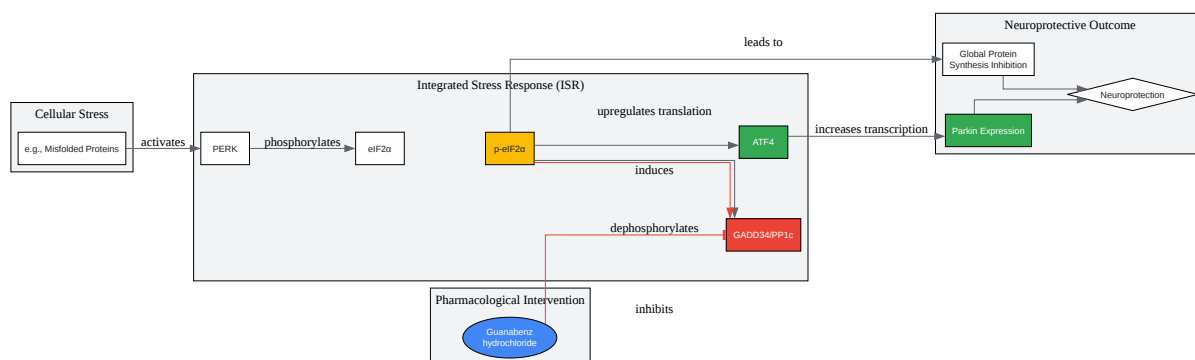 Neuroprotective Outcome
leads to
Global Protein
Synthesis Inhibition
Integrated Stress Response (ISR)
Neuroprotection
Cellular Stress
upregulates translation
Parkin Expression
increases transcription
ATF4
e.g., Misfolded Proteins
activates
PERK
phosphorylates
eIF2α
p-eIF2α
induces
dephosphorylates
GADD34/PP1c
Pharmacological Intervention
inhibits
Guanabenz
hydrochloride